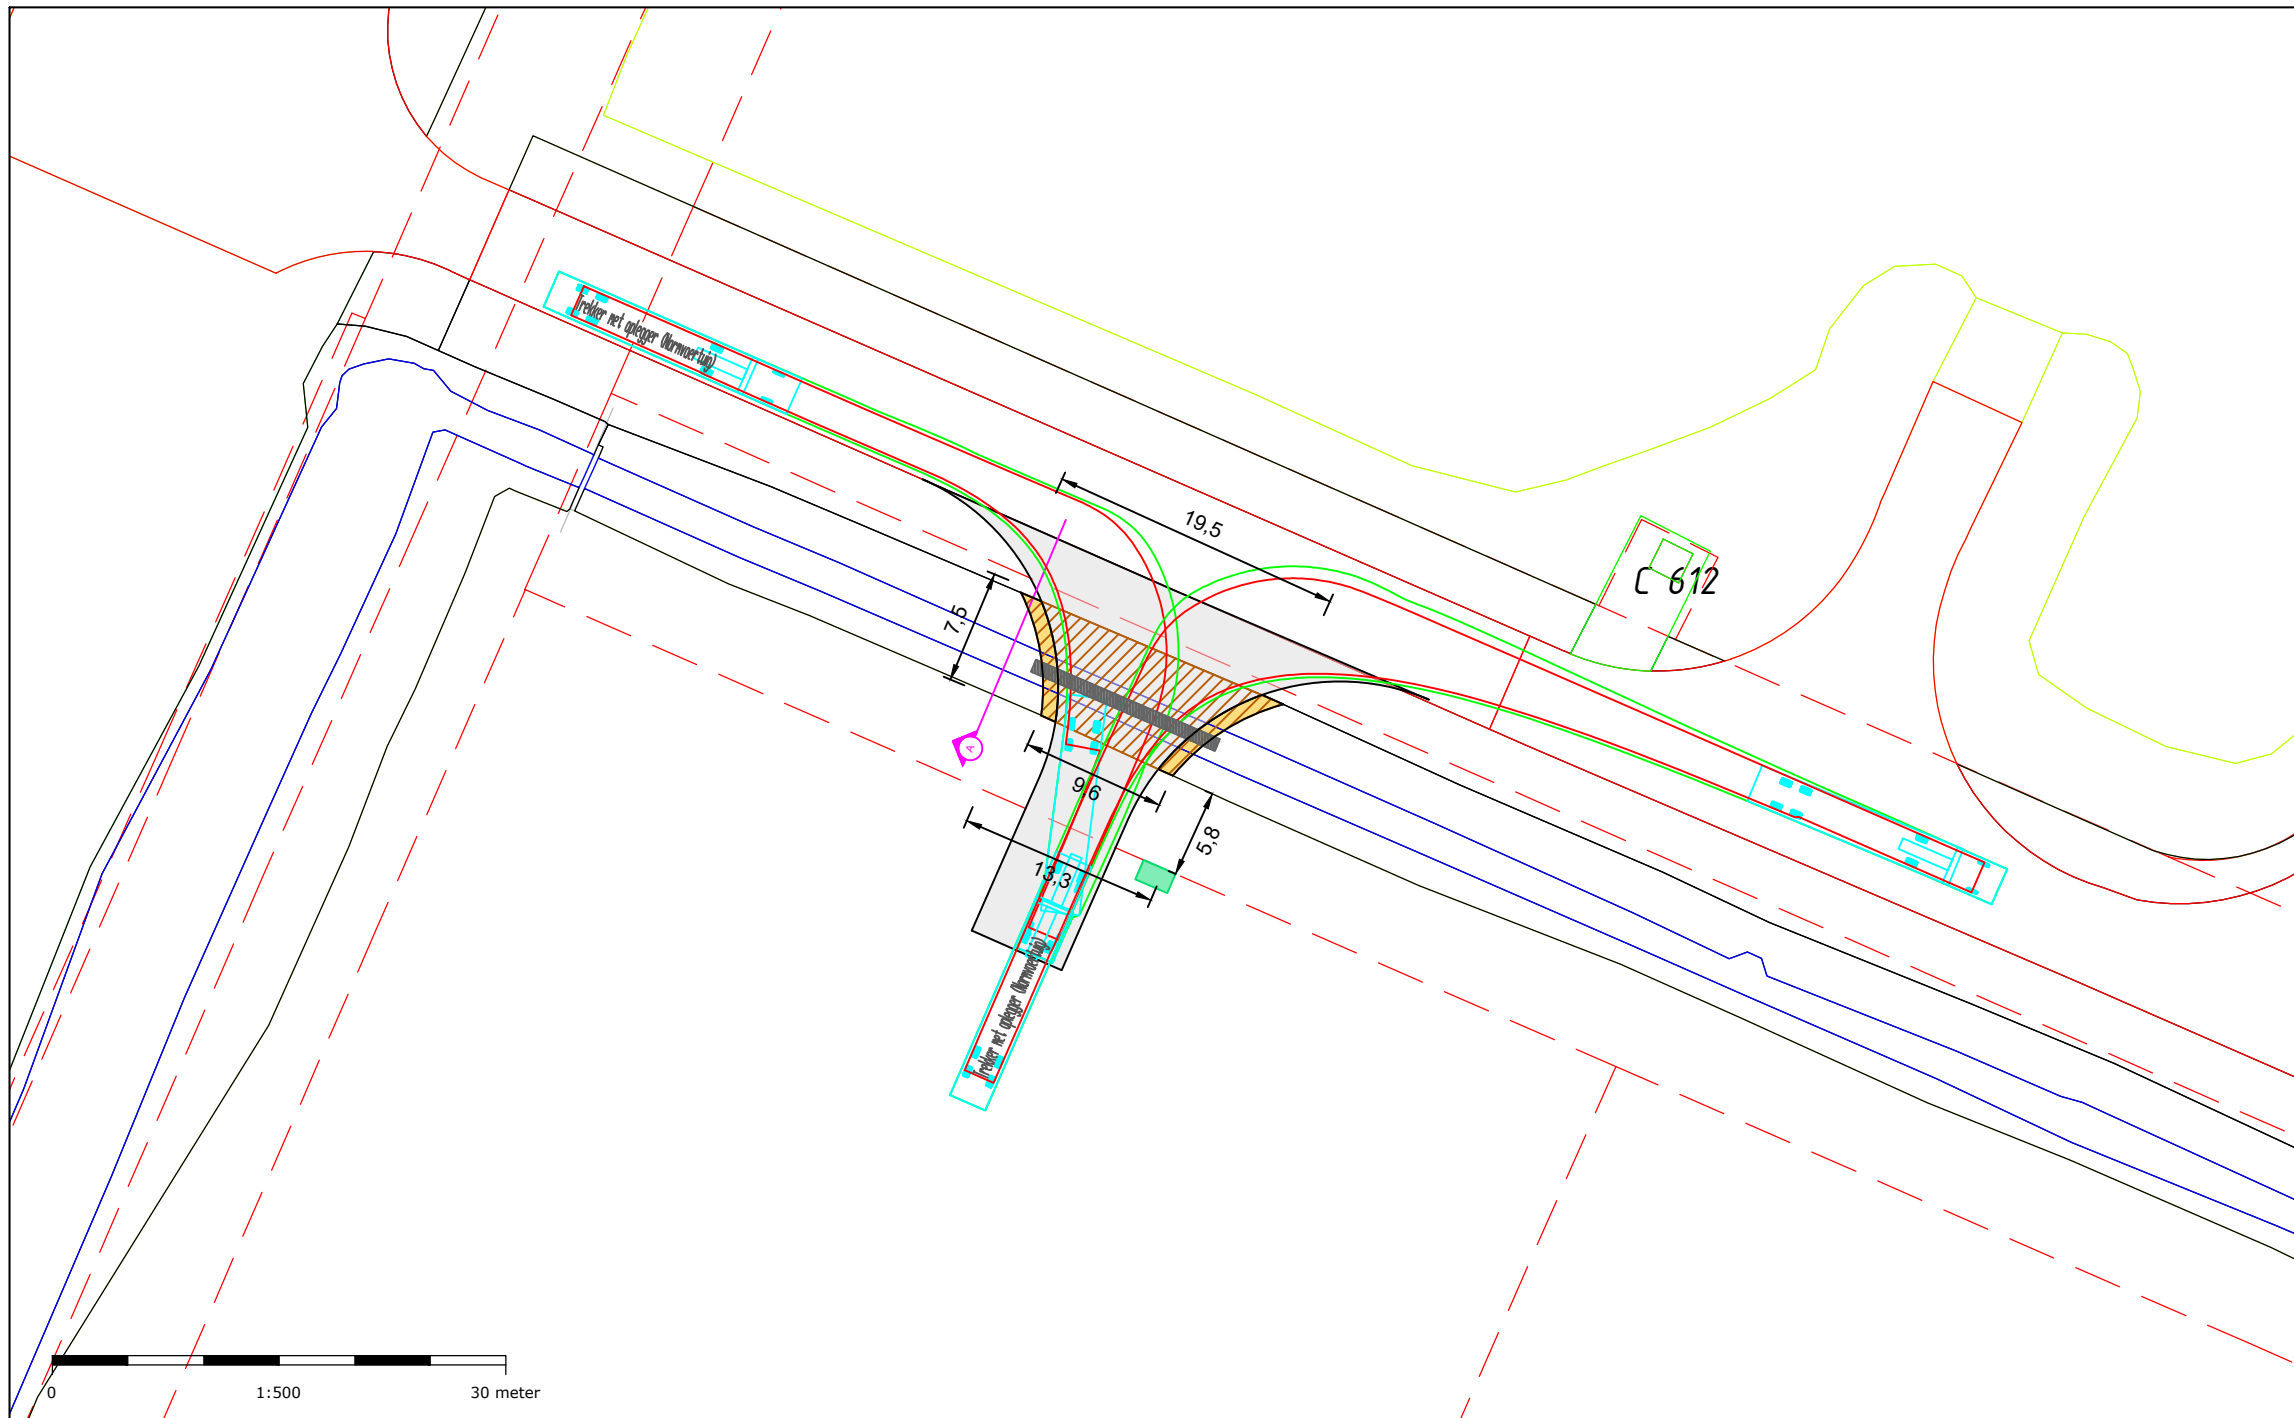 Trekker met oplegger (Normvoertuig)
19,5
C 612
7,5
A
9,6
5,8
13,3
Trekker met oplegger (Normvoertuig)
0 1:500 30 meter